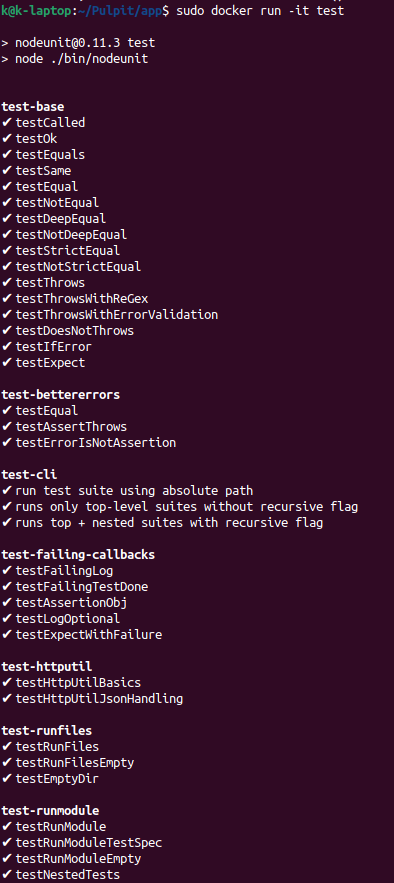 k@k-laptop:~/Pulpit/app$ sudo docker run -it test
> nodeunit@0.11.3 test
> node ./bin/nodeunit
test-base
✔ testCalled
✔ testOk
✔ testEquals
✔ testSame
✔ testEqual
✔ testNotEqual
✔ testDeepEqual
✔ testNotDeepEqual
✔ testStrictEqual
✔ testNotStrictEqual
✔ testThrows
✔ testThrowsWithReGex
✔ testThrowsWithErrorValidation
✔ testDoesNotThrows
✔ testIfError
✔ testExpect
test-bettererrors
✔ testEqual
✔ testAssertThrows
✔ testErrorIsNotAssertion
test-cli
✔ run test suite using absolute path
✔ runs only top-level suites without recursive flag
✔ runs top + nested suites with recursive flag
test-failing-callbacks
✔ testFailingLog
✔ testFailingTestDone
✔ testAssertionObj
✔ testLogOptional
✔ testExpectWithFailure
test-httputil
✔ testHttpUtilBasics
✔ testHttpUtilJsonHandling
test-runfiles
✔ testRunFiles
✔ testRunFilesEmpty
✔ testEmptyDir
test-runmodule
✔ testRunModule
✔ testRunModuleTestSpec
✔ testRunModuleEmpty
✔ testNestedTests